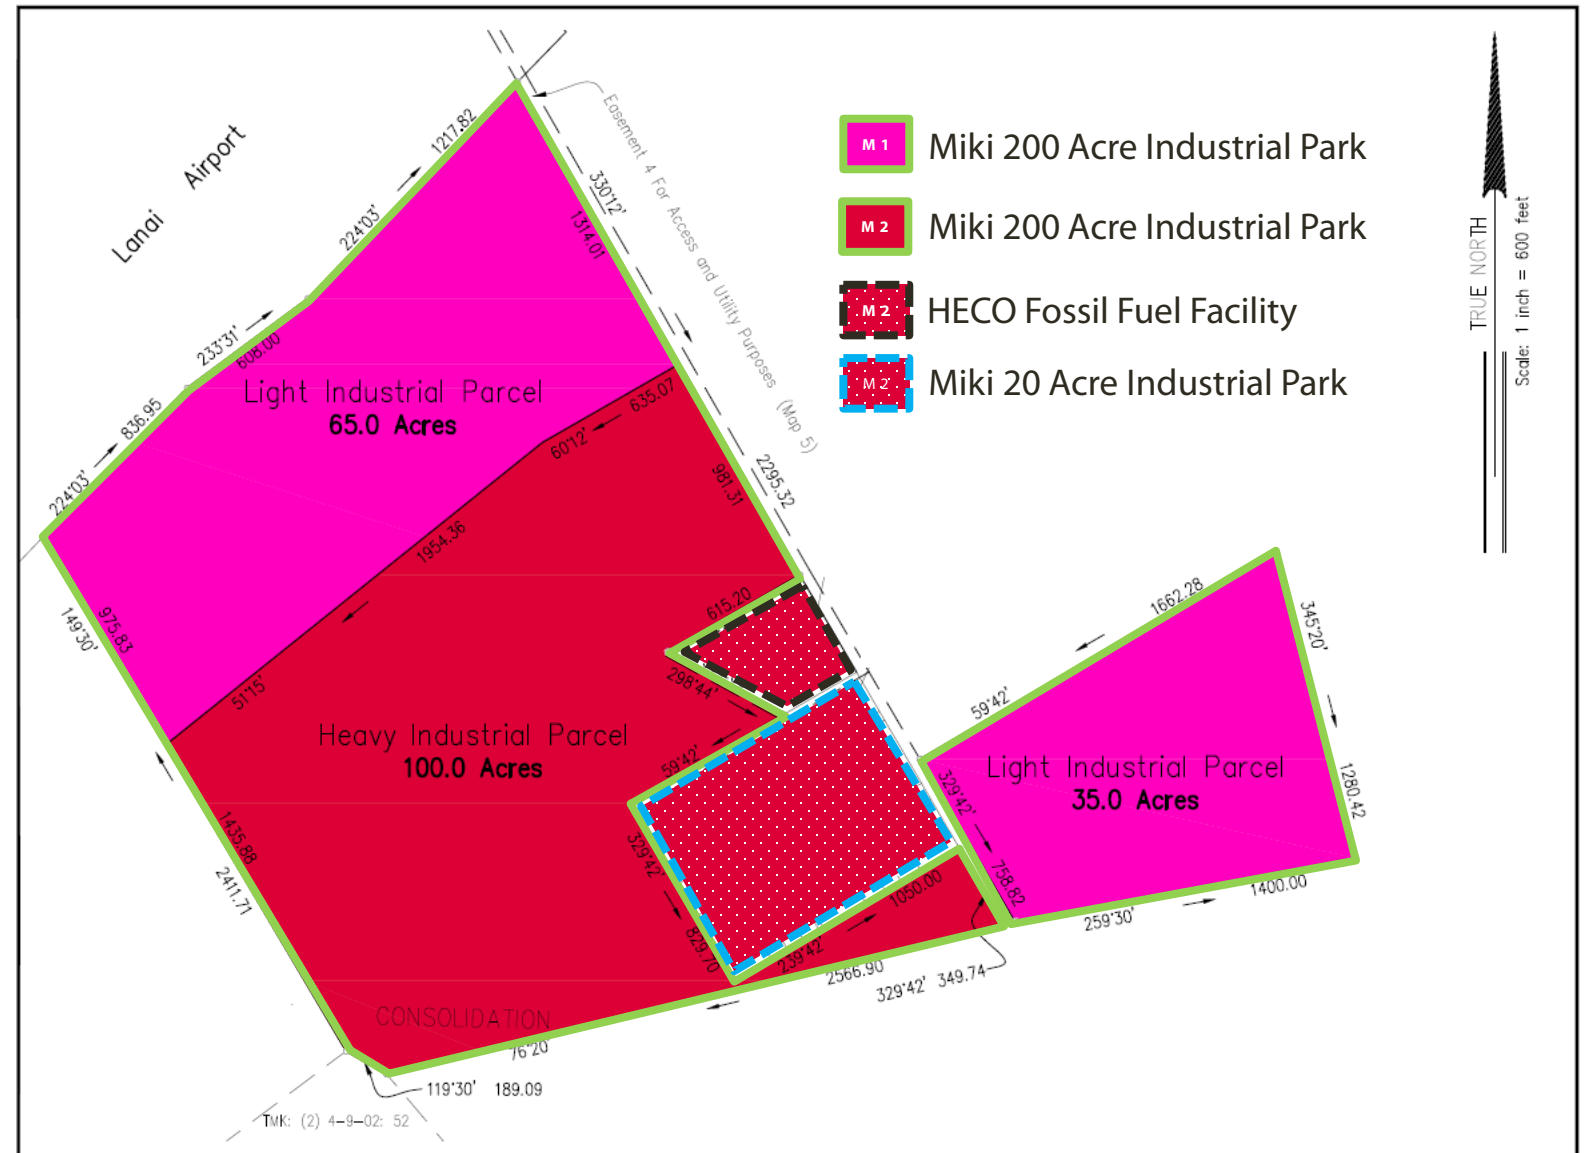 Lanai Airport
1217.82
224°03'
Easement 4 For Access and Utility Purposes (Map 5)
330°12'
1314.01
M 1
Miki 200 Acre Industrial Park
M 2
Miki 200 Acre Industrial Park
M 2
HECO Fossil Fuel Facility
M 2
Miki 20 Acre Industrial Park
TRUE NORTH
Scale: 1 inch = 600 feet
233°31'
608.00
Light Industrial Parcel
65.0 Acres
836.95
224°03'
635.07
60°12'
981.31
2295.32
1954.36
975.83
149°30'
51°15'
615.20
298°44'
59°42'
Heavy Industrial Parcel
100.0 Acres
1662.28
345°20'
59°42'
Light Industrial Parcel
35.0 Acres
329°42'
758.82
1280.42
1400.00
259°30'
1435.88
2411.71
329°42'
829.70
1050.00
239°42'
2566.90
329°42' 349.74
CONSOLIDATION
76°20'
119°30' 189.09
TMK: (2) 4-9-02: 52